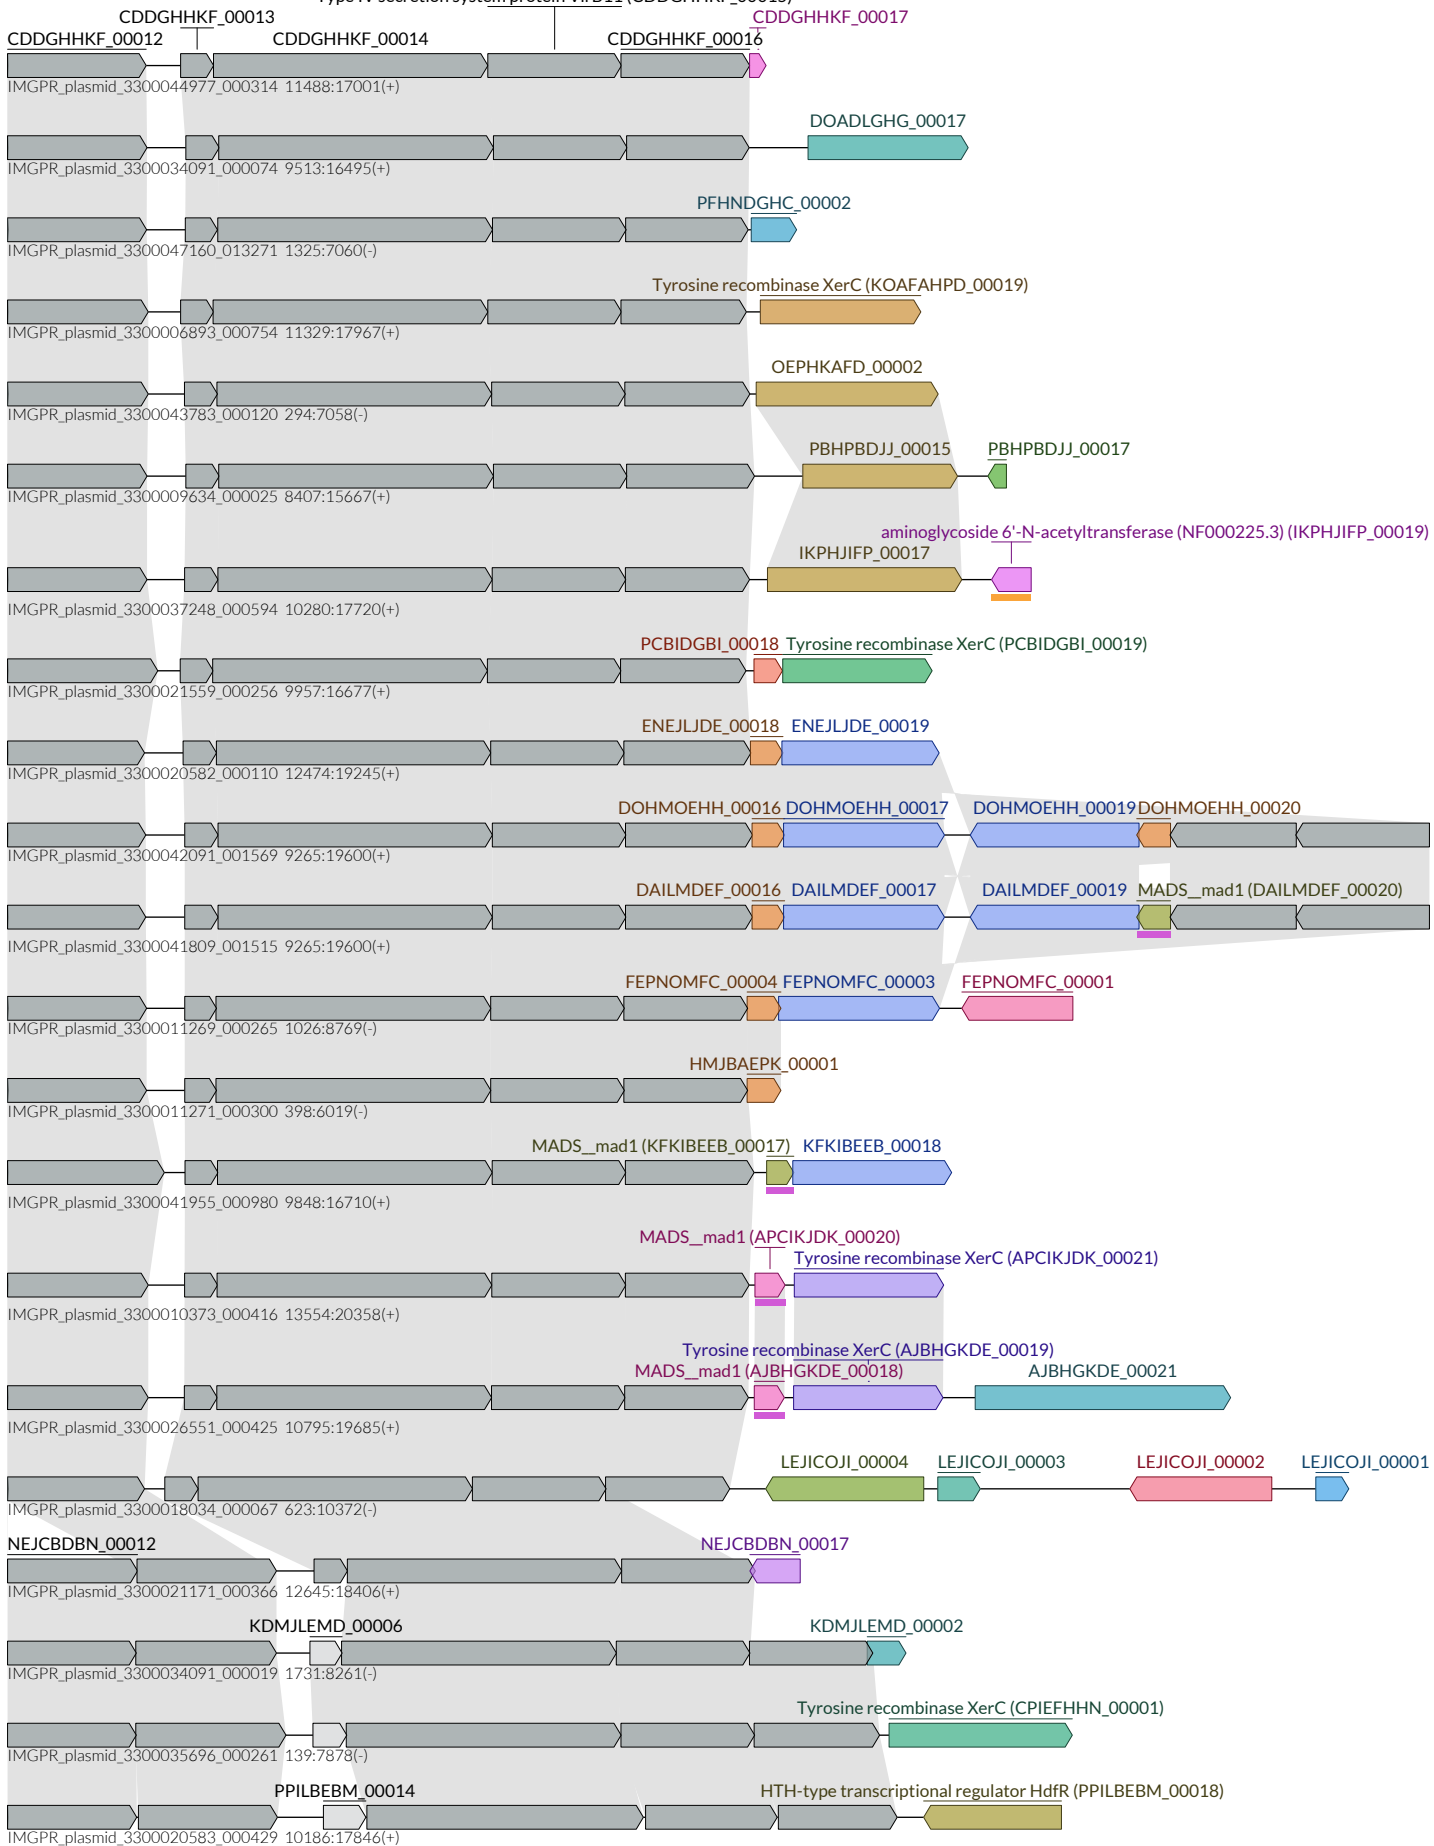 Type IV secretion system protein VirB11 (CDDGHHKF_00015)
CDDGHHKF_00013 CDDGHHKF_00017
CDDGHHKF_00012 CDDGHHKF_00014 CDDGHHKF_00016
IMGPR_plasmid_3300044977_000314 11488:17001(+)
DOADLGHG_00017
IMGPR_plasmid_3300034091_000074 9513:16495(+)
PFHNDGHC_00002
IMGPR_plasmid_3300047160_013271 1325:7060(-)
Tyrosine recombinase XerC (KOAFAHPD_00019)
IMGPR_plasmid_3300006893_000754 11329:17967(+)
OEPHKAFD_00002
IMGPR_plasmid_3300043783_000120 294:7058(-)
PBHPBDJJ_00015 PBHPBDJJ_00017
IMGPR_plasmid_3300009634_000025 8407:15667(+)
aminoglycoside 6'-N-acetyltransferase (NF000225.3) (IKPHJIFP_00019)
IKPHJIFP_00017
IMGPR_plasmid_3300037248_000594 10280:17720(+)
PCBIDGBI_00018 Tyrosine recombinase XerC (PCBIDGBI_00019)
IMGPR_plasmid_3300021559_000256 9957:16677(+)
ENEJLJDE_00018 ENEJLJDE_00019
IMGPR_plasmid_3300020582_000110 12474:19245(+)
DOHMOEHH_00016 DOHMOEHH_00017 DOHMOEHH_00019 DOHMOEHH_00020
IMGPR_plasmid_3300042091_001569 9265:19600(+)
DAILMDEF_00016 DAILMDEF_00017 DAILMDEF_00019 MADS__mad1 (DAILMDEF_00020)
IMGPR_plasmid_3300041809_001515 9265:19600(+)
FEPNOMFC_00004 FEPNOMFC_00003 FEPNOMFC_00001
IMGPR_plasmid_3300011269_000265 1026:8769(-)
HMJBAEPK_00001
IMGPR_plasmid_3300011271_000300 398:6019(-)
MADS__mad1 (KFKIBEEB_00017) KFKIBEEB_00018
IMGPR_plasmid_3300041955_000980 9848:16710(+)
MADS__mad1 (APCIKJDK_00020)
Tyrosine recombinase XerC (APCIKJDK_00021)
IMGPR_plasmid_3300010373_000416 13554:20358(+)
Tyrosine recombinase XerC (AJBHGKDE_00019)
MADS__mad1 (AJBHGKDE_00018) AJBHGKDE_00021
IMGPR_plasmid_3300026551_000425 10795:19685(+)
LEJICOJI_00004 LEJICOJI_00003 LEJICOJI_00002 LEJICOJI_00001
IMGPR_plasmid_3300018034_000067 623:10372(-)
NEJCBDBN_00012 NEJCBDBN_00017
IMGPR_plasmid_3300021171_000366 12645:18406(+)
KDMJLEMD_00006 KDMJLEMD_00002
IMGPR_plasmid_3300034091_000019 1731:8261(-)
Tyrosine recombinase XerC (CPIEFHHN_00001)
IMGPR_plasmid_3300035696_000261 139:7878(-)
PPILBEBM_00014 HTH-type transcriptional regulator HdfR (PPILBEBM_00018)
IMGPR_plasmid_3300020583_000429 10186:17846(+)